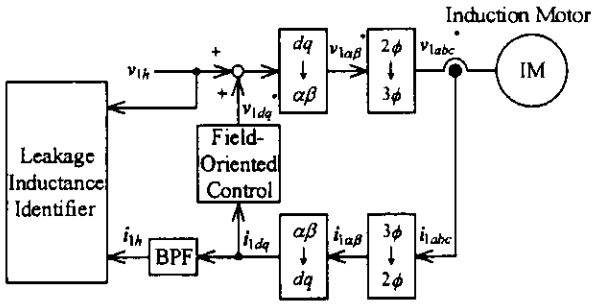 Induction Motor
+
v1h
+
v1dq*
dq
↓
αβ
v1αβ*
2ϕ
↓
3ϕ
v1abc*
IM
Leakage
Inductance
Identifier
Field-
Oriented
Control
i1h
BPF
i1dq
αβ
↓
dq
i1αβ
3ϕ
↓
2ϕ
i1abc